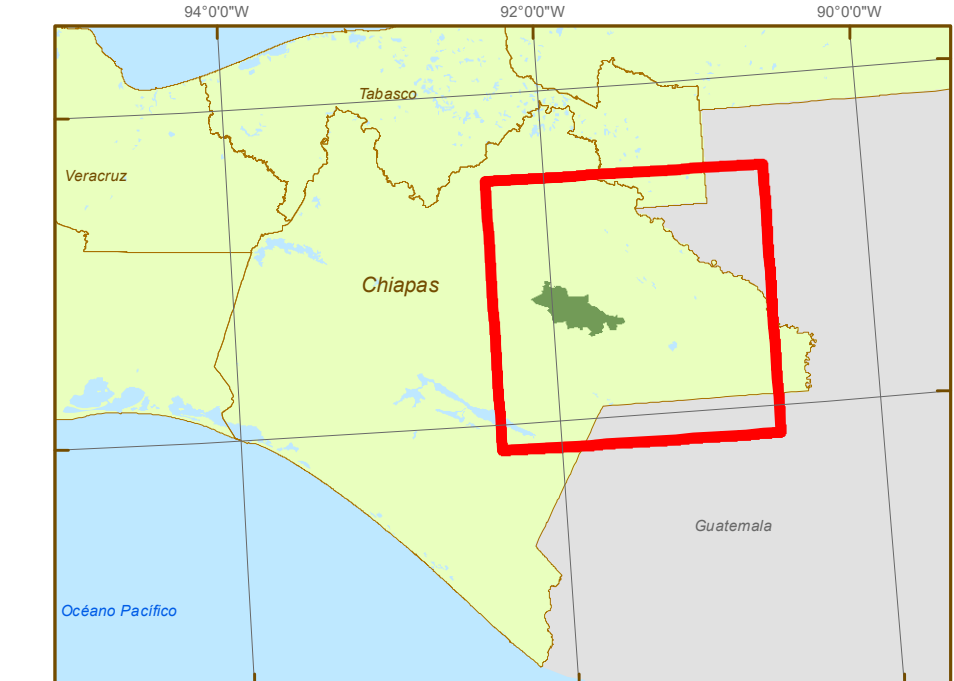 94°0'0"W 92°0'0"W 90°0'0"W
Tabasco
Veracruz
Chiapas
Guatemala
Océano Pacífico